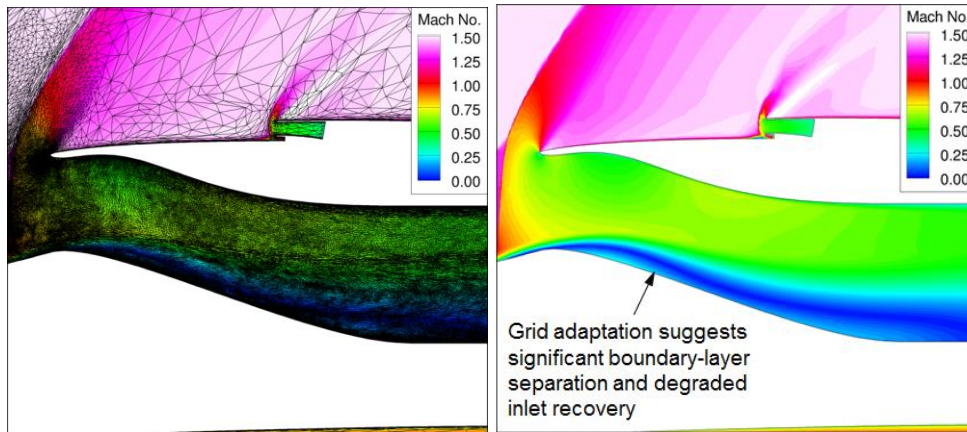 Mach No.
1.50
1.25
1.00
0.75
0.50
0.25
0.00
Mach No.
1.50
1.25
1.00
0.75
0.50
0.25
0.00
Grid adaptation suggests
significant boundary-layer
separation and degraded
inlet recovery